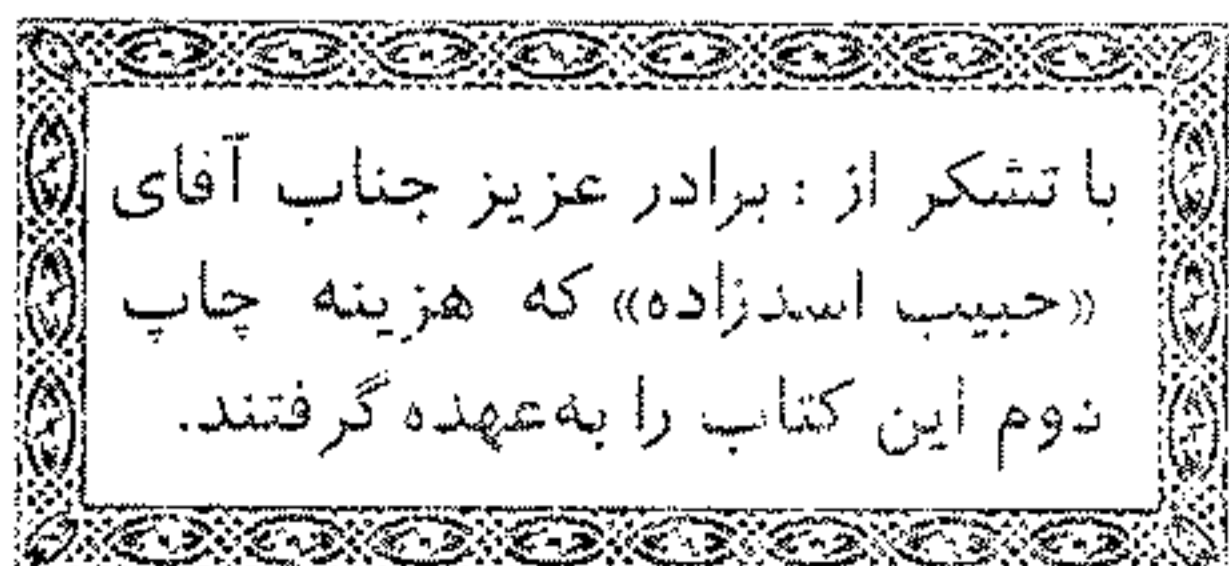 با تشکر از : برادر عزیز جناب آقای
«حبیب اسدزاده» که هزینه چاپ
دوم این کتاب را به‌عهده گرفتند.